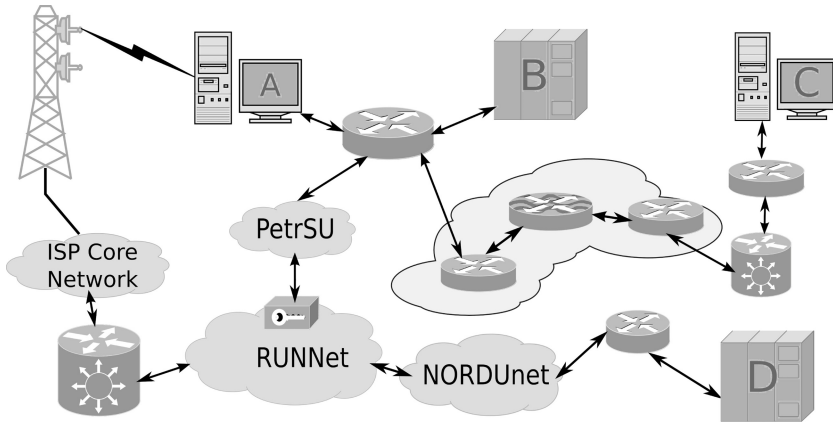 A
B
C
PetrSU
ISP Core
Network
RUNNet
NORDUnet
D